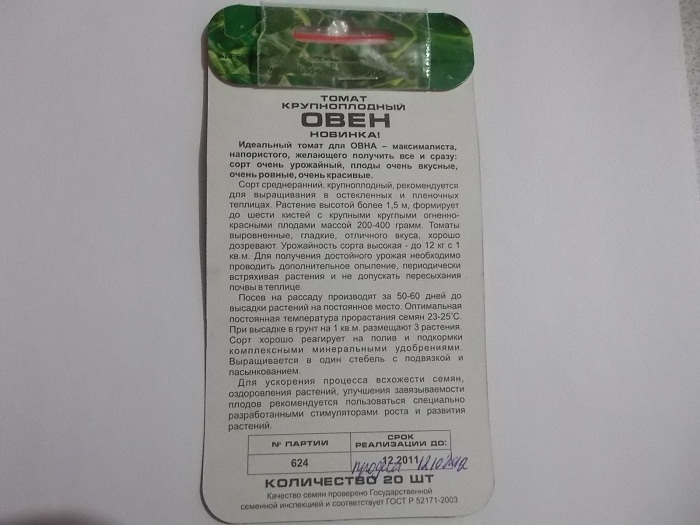 ТОМАТ
КРУПНОПЛОДНЫЙ
ОВЕН
НОВИНКА!
Идеальный томат для ОВНА – максималиста,
напористого, желающего получить все и сразу:
сорт очень урожайный, плоды очень вкусные,
очень ровные, очень красивые.
Сорт среднеранний, крупноплодный, рекомендуется
для выращивания в остекленных и пленочных
теплицах. Растение высотой более 1,5 м, формирует
до шести кистей с крупными круглыми огненно-
красными плодами массой 200-400 грамм. Томаты
выровненные, гладкие, отличного вкуса, хорошо
дозревают. Урожайность сорта высокая - до 12 кг с 1
кв.м. Для получения достойного урожая необходимо
проводить дополнительное опыление, периодически
встряхивая растения и не допускать пересыхания
почвы в теплице.
Посев на рассаду производят за 50-60 дней до
высадки растений на постоянное место. Оптимальная
постоянная температура прорастания семян 23-25°С.
При высадке в грунт на 1 кв.м. размещают 3 растения.
Сорт хорошо реагирует на полив и подкормки
комплексными минеральными удобрениями.
Выращивается в один стебель с подвязкой и
пасынкованием.
Для ускорения процесса всхожести семян,
оздоровления растений, улучшения завязываемости
плодов рекомендуется пользоваться специально
разработанными стимуляторами роста и развития
растений.
№ ПАРТИИ
СРОК
РЕАЛИЗАЦИИ ДО:
624
12.2011
КОЛИЧЕСТВО 20 ШТ
Качество семян проверено Государственной
семенной инспекцией и соответствует ГОСТ Р 52171-2003